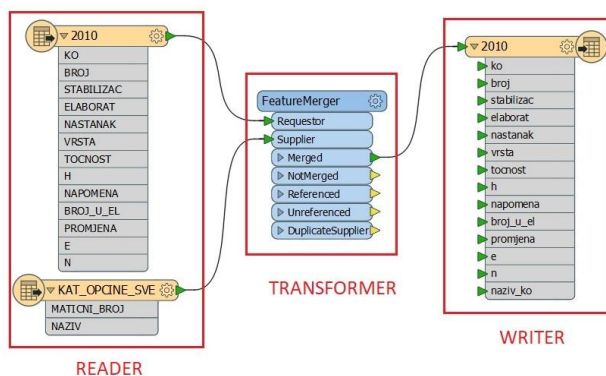 2010
KO
BROJ
STABILIZAC
ELABORAT
NASTANAK
VRSTA
TOCNOST
H
NAPOMENA
BROJ_U_EL
PROMJENA
E
N
KAT_OPCINE_SVE
MATICNI_BROJ
NAZIV
READER
FeatureMerger
Requestor
Supplier
Merged
NotMerged
Referenced
Unreferenced
DuplicateSupplier
TRANSFORMER
2010
ko
broj
stabilizac
elaborat
nastanak
vrsta
tocnost
h
napomena
broj_u_el
promjena
e
n
naziv_ko
WRITER